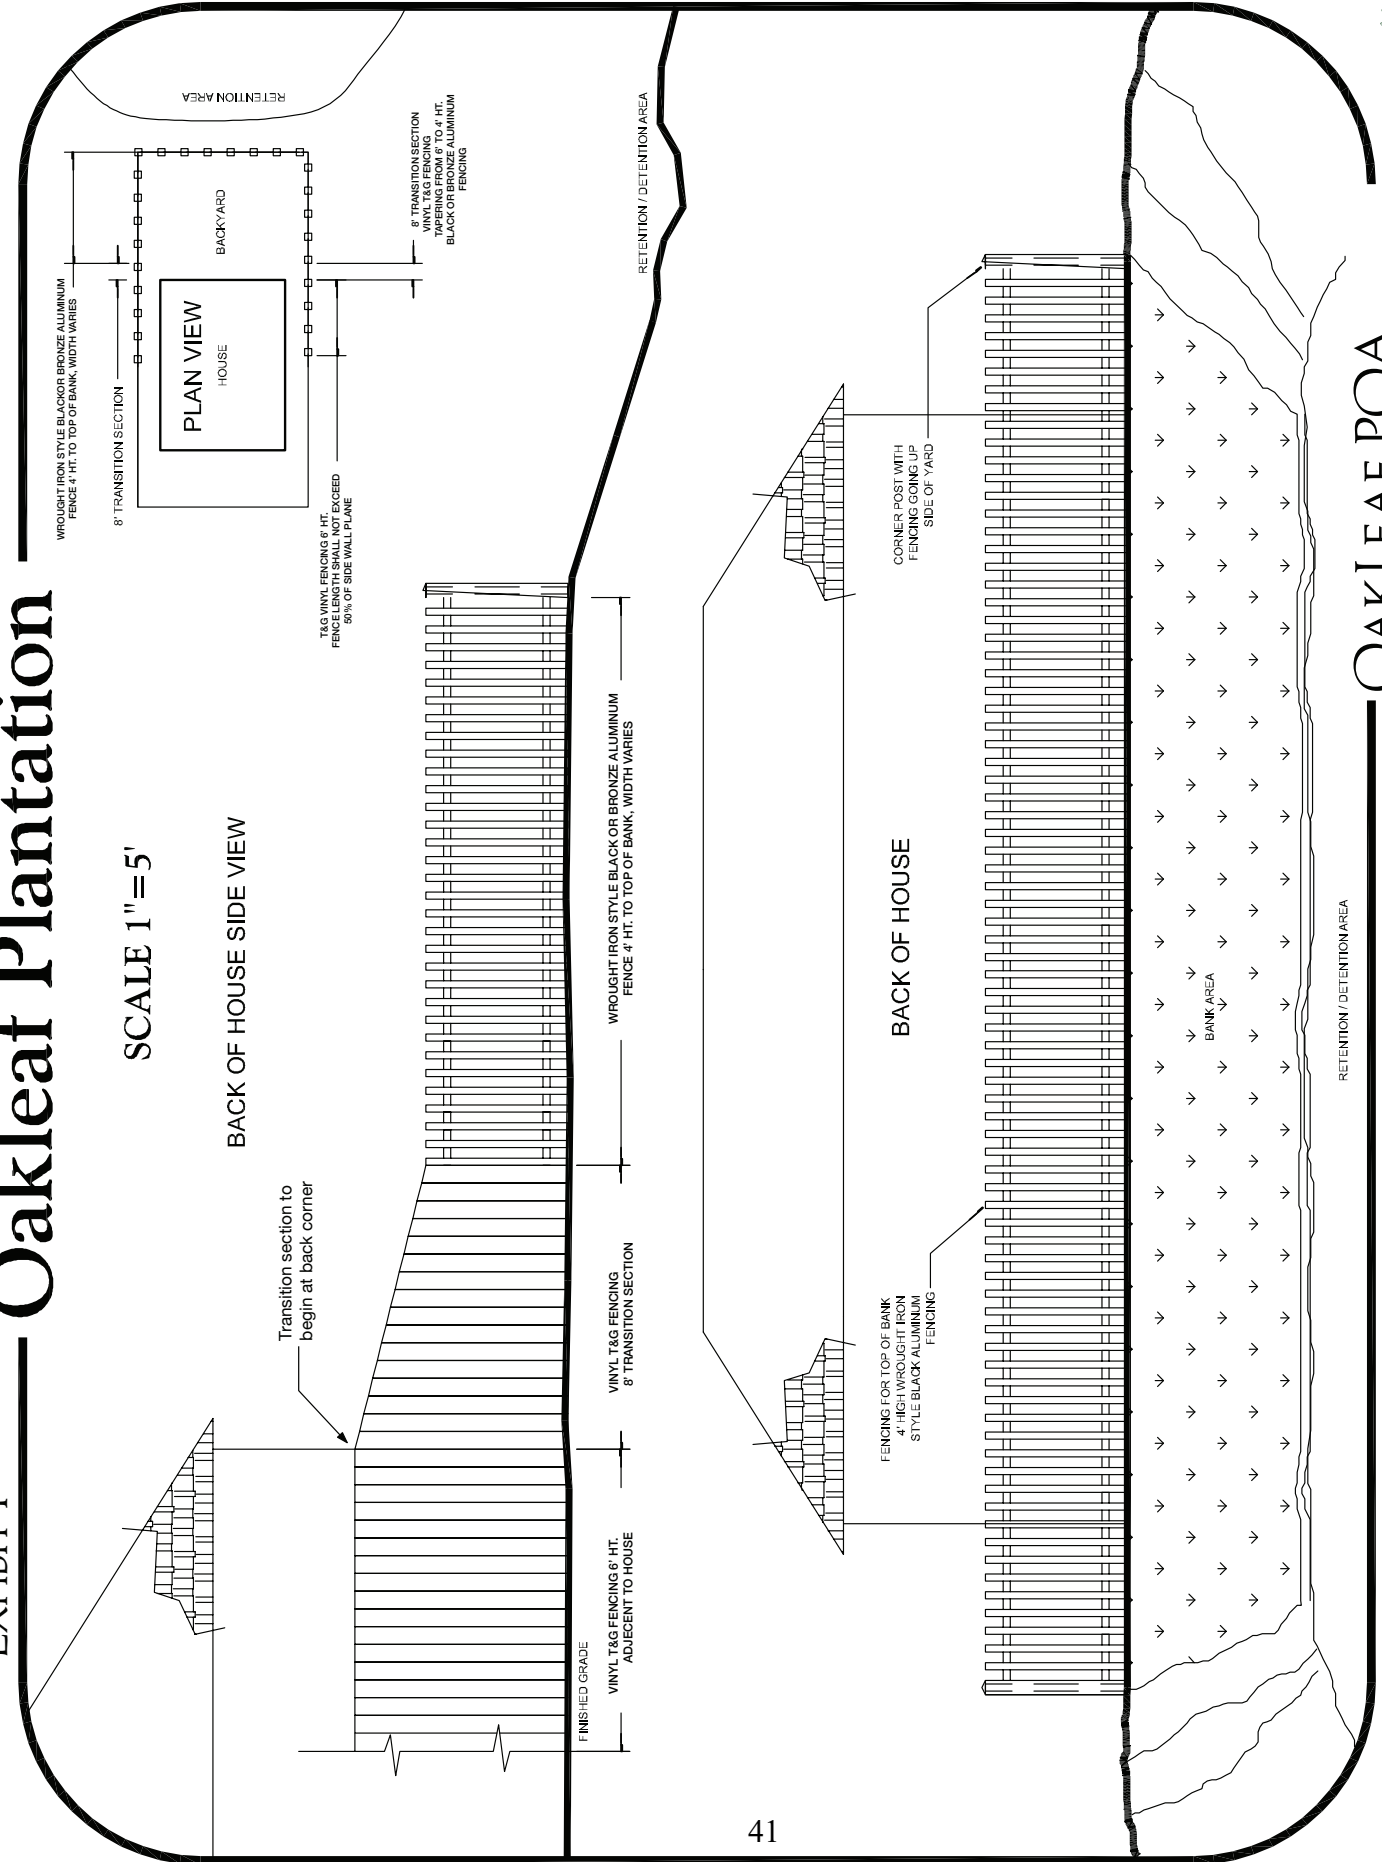 EXHIBIT 1
Oakleaf Plantation
SCALE 1"=5'
BACK OF HOUSE SIDE VIEW
Transition section to
begin at back corner
WROUGHT IRON STYLE BLACKOR BRONZE ALUMINUM
FENCE 4' HT. TO TOP OF BANK, WIDTH VARIES
8' TRANSITION SECTION
PLAN VIEW
HOUSE
BACKYARD
RETENTION AREA
T&G VINYL FENCING 6' HT.
FENCE LENGTH SHALL NOT EXCEED
50% OF SIDE WALL PLANE
8' TRANSITION SECTION
VINYL T&G FENCING
TAPERING FROM 6' TO 4' HT.
BLACK OR BRONZE ALUMINUM
FENCING
FINISHED GRADE
VINYL T&G FENCING 6' HT.
ADJECENT TO HOUSE
VINYL T&G FENCING
8' TRANSITION SECTION
WROUGHT IRON STYLE BLACK OR BRONZE ALUMINUM
FENCE 4' HT. TO TOP OF BANK, WIDTH VARIES
RETENTION / DETENTION AREA
BACK OF HOUSE
FENCING FOR TOP OF BANK
4' HIGH WROUGHT IRON
STYLE BLACK ALUMINUM
FENCING
CORNER POST WITH
FENCING GOING UP
SIDE OF YARD
BANK AREA
RETENTION / DETENTION AREA
OAKLEAF POA
41